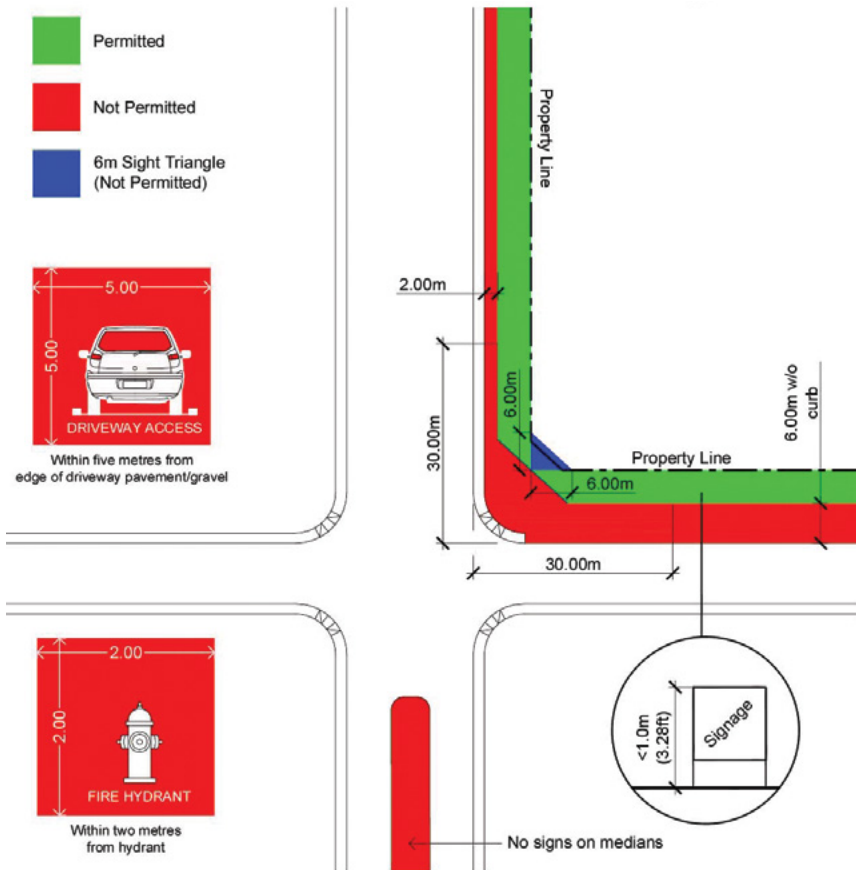 Permitted
Not Permitted
6m Sight Triangle
(Not Permitted)
Property Line
5.00
5.00
DRIVEWAY ACCESS
Within five metres from
edge of driveway pavement/gravel
2.00m
30.00m
6.00m
6.00m
Property Line
6.00m w/o
curb
30.00m
2.00
2.00
FIRE HYDRANT
Within two metres
from hydrant
<1.0m
(3.28ft)
Signage
No signs on medians